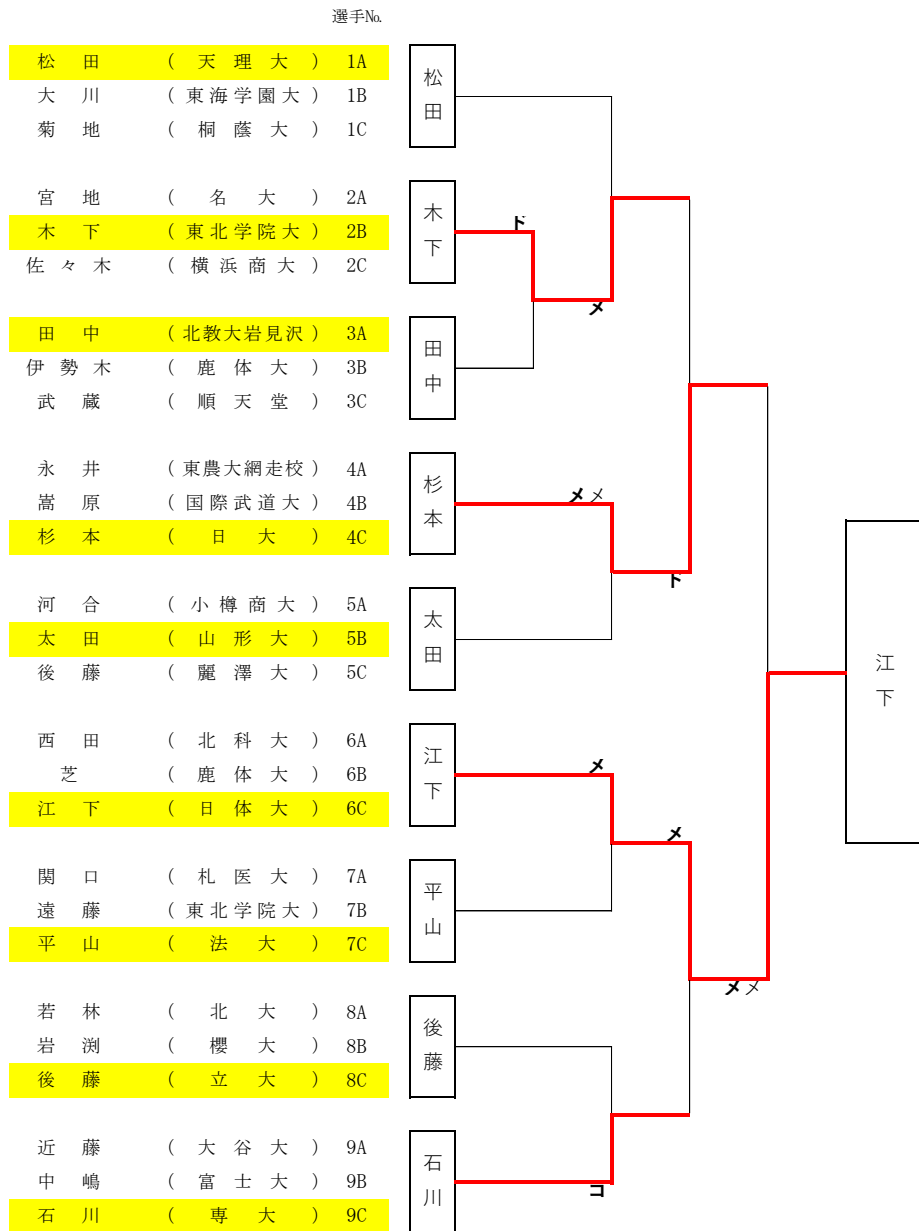 選手№
松田 (天理大) 1A
大川 (東海学園大) 1B
菊地 (桐蔭大) 1C
松田
宮地 (名大) 2A
木下 (東北学院大) 2B
佐々木 (横浜商大) 2C
木下
ド
メ
田中 (北教大岩見沢) 3A
伊勢木 (鹿体大) 3B
武蔵 (順天堂) 3C
田中
永井 (東農大網走校) 4A
嵩原 (国際武道大) 4B
杉本 (日大) 4C
杉本
メメ
ド
河合 (小樽商大) 5A
太田 (山形大) 5B
後藤 (麗澤大) 5C
太田
江下
西田 (北科大) 6A
芝 (鹿体大) 6B
江下 (日体大) 6C
江下
メ
メ
関口 (札医大) 7A
遠藤 (東北学院大) 7B
平山 (法大) 7C
平山
メメ
若林 (北大) 8A
岩渕 (櫻大) 8B
後藤 (立大) 8C
後藤
近藤 (大谷大) 9A
中嶋 (富士大) 9B
石川 (専大) 9C
石川
コ